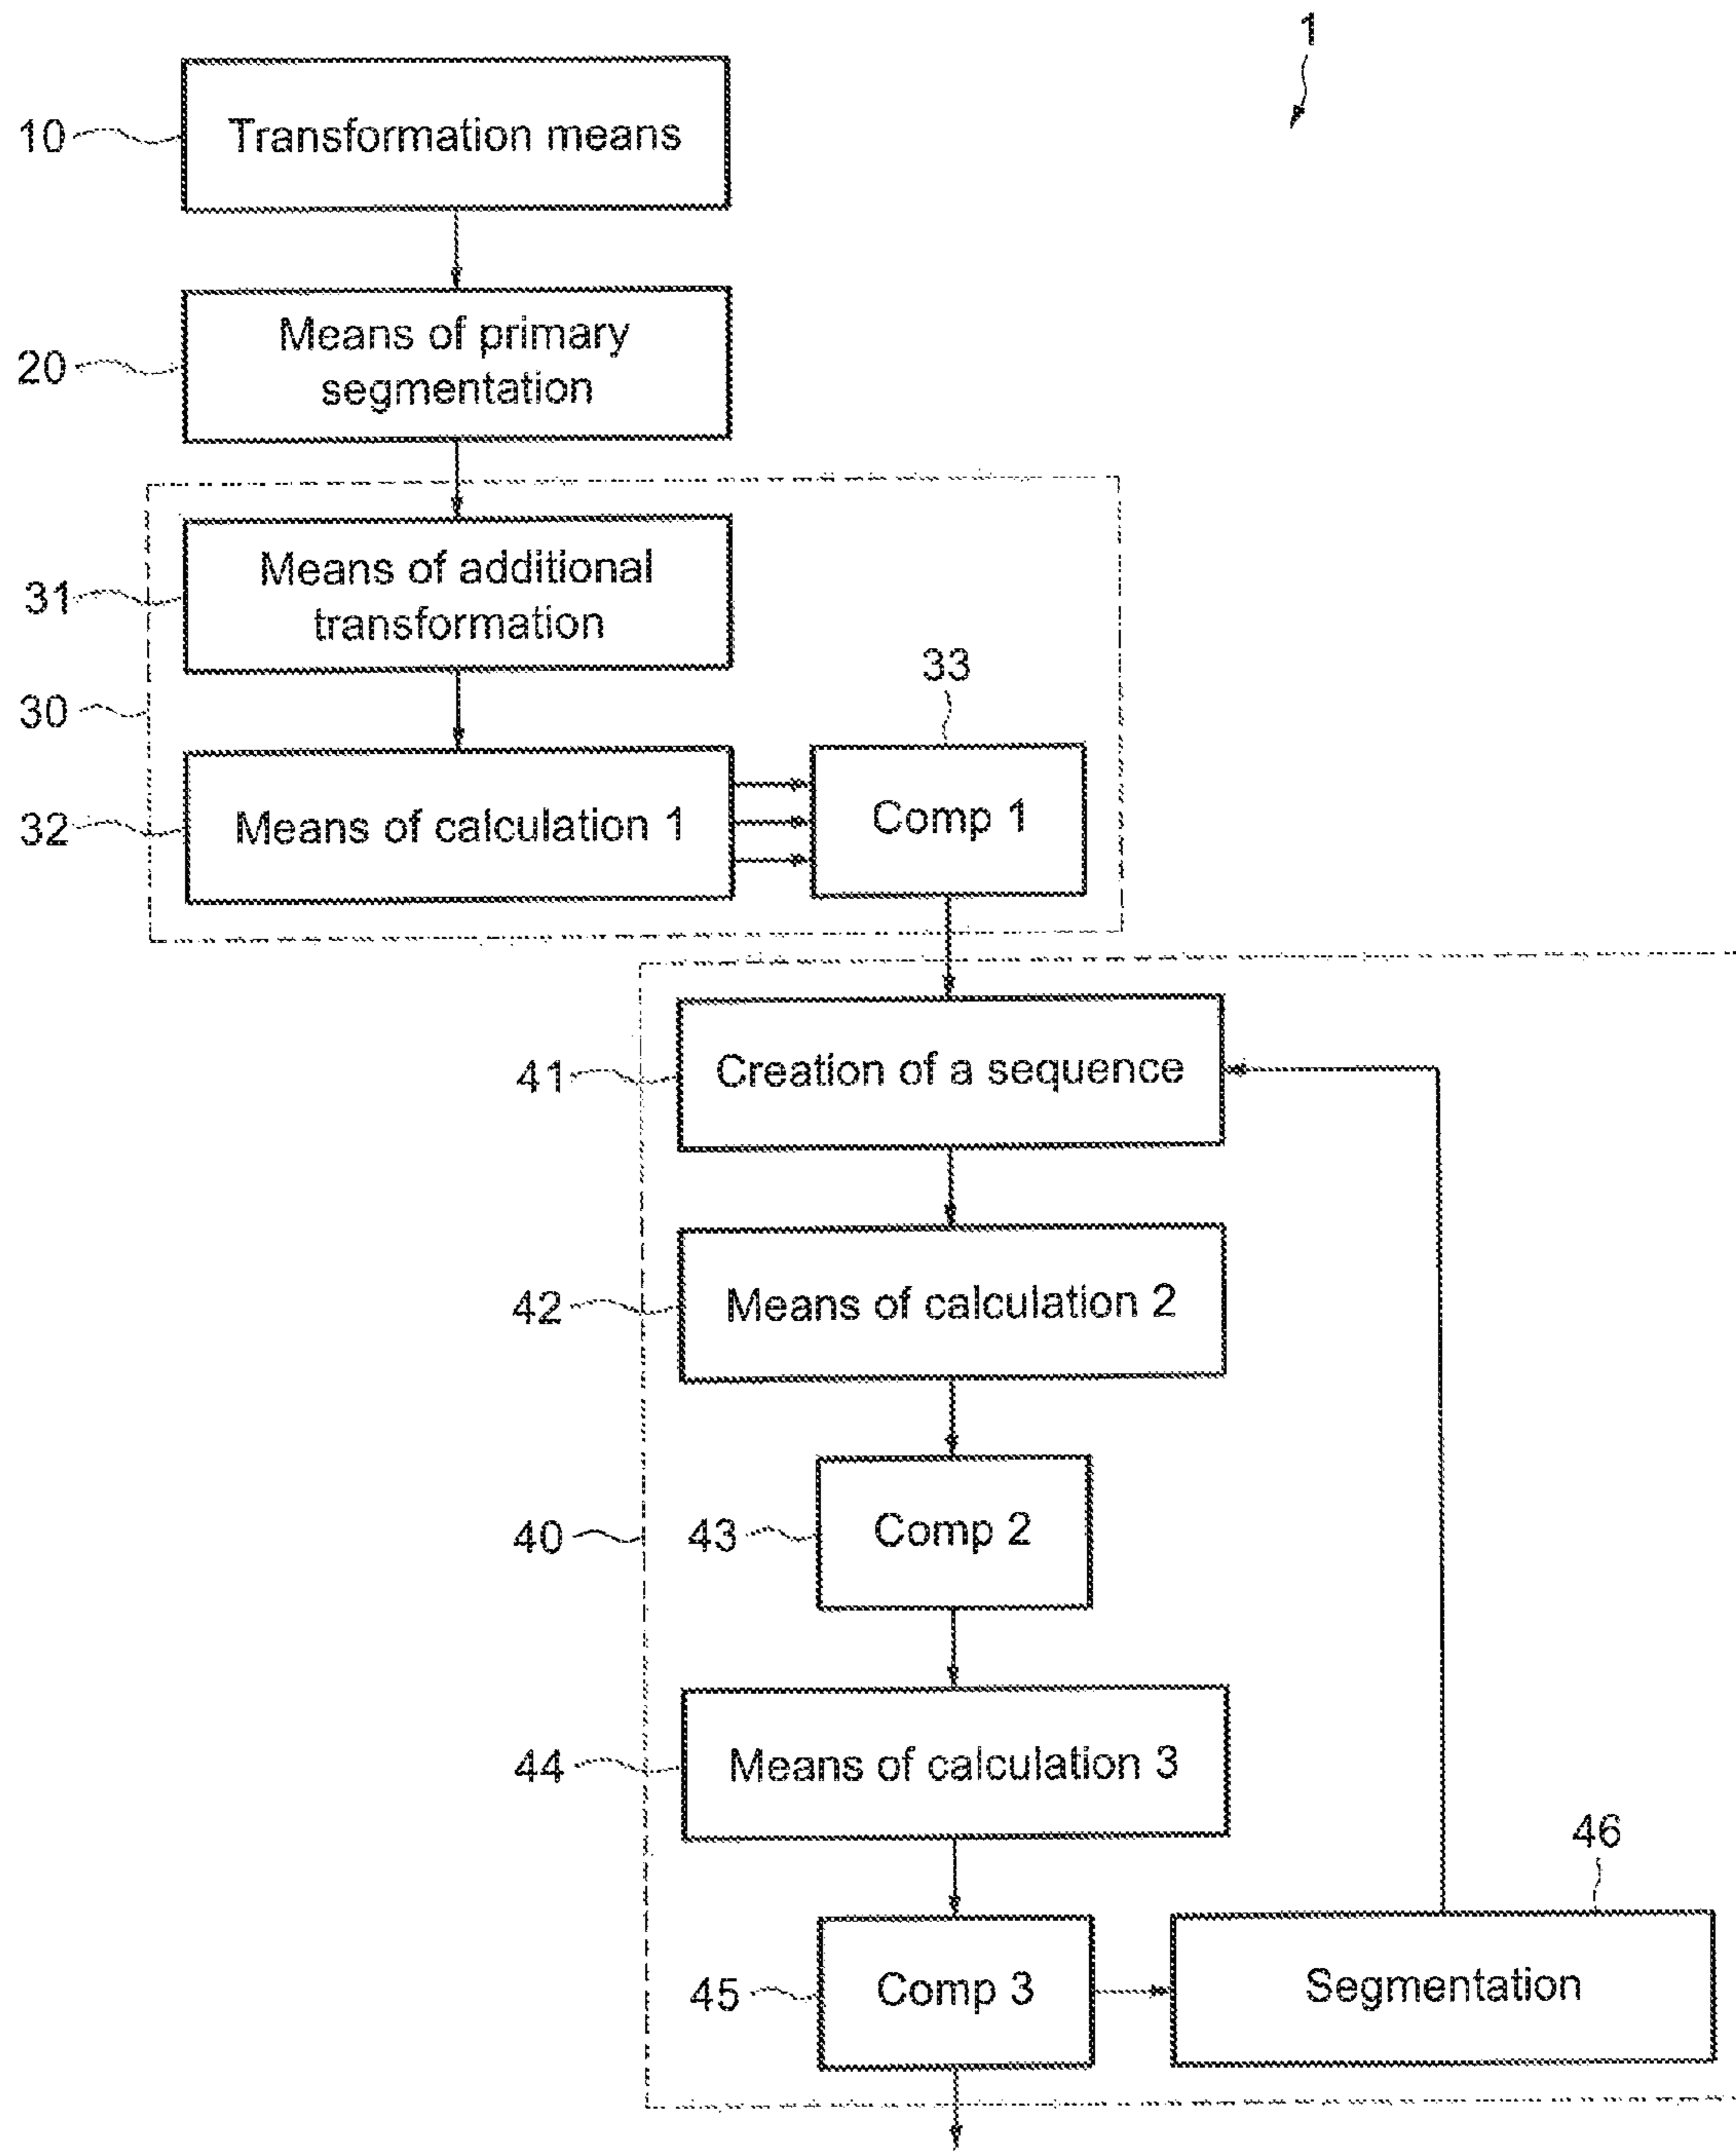 1
10
Transformation means
20
Means of primary
segmentation
31
Means of additional
transformation
30
33
32
Means of calculation 1
Comp 1
41
Creation of a sequence
42
Means of calculation 2
40
43
Comp 2
44
Means of calculation 3
46
45
Comp 3
Segmentation